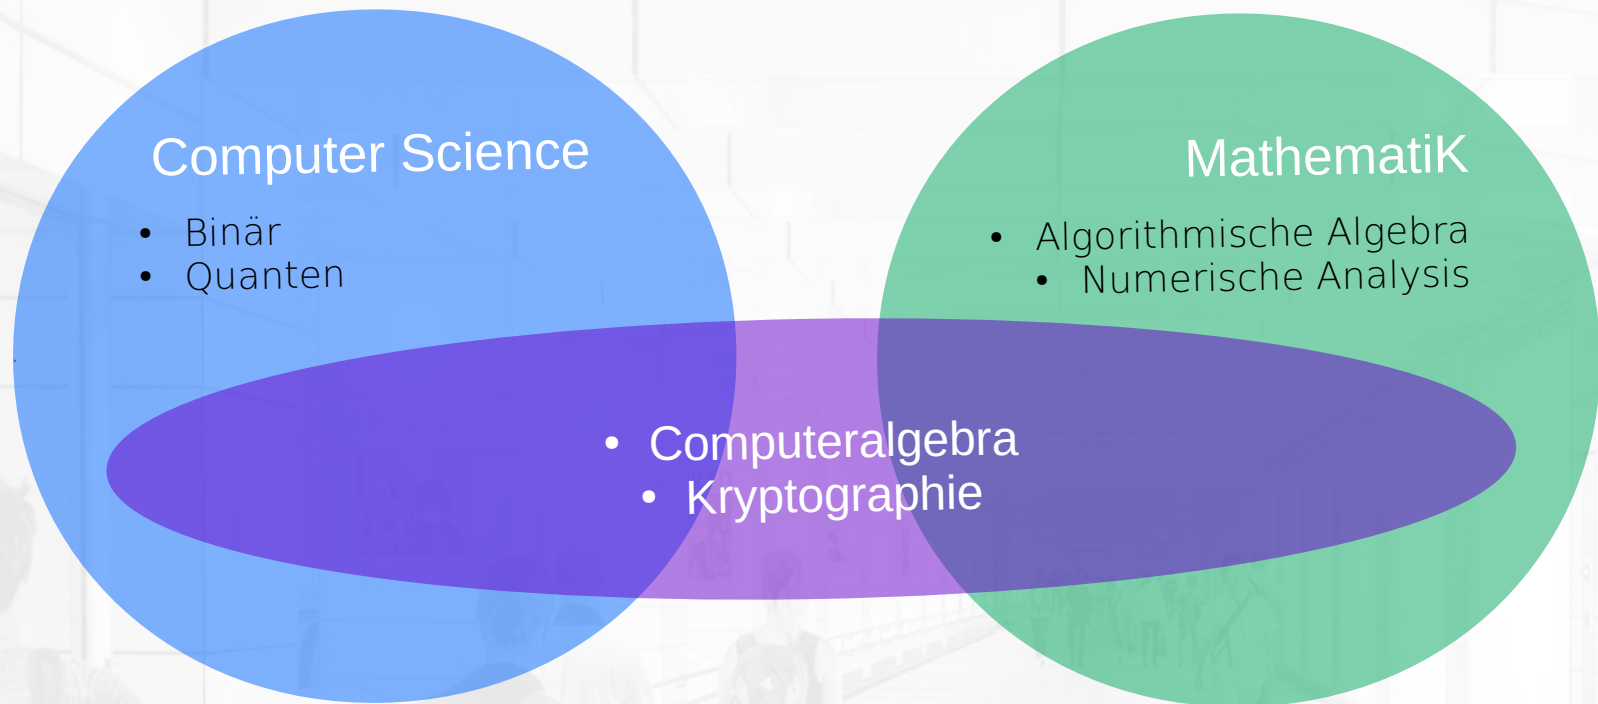 Computer Science
• Binär
• Quanten
MathematiK
• Algorithmische Algebra
• Numerische Analysis
• Computeralgebra
• Kryptographie